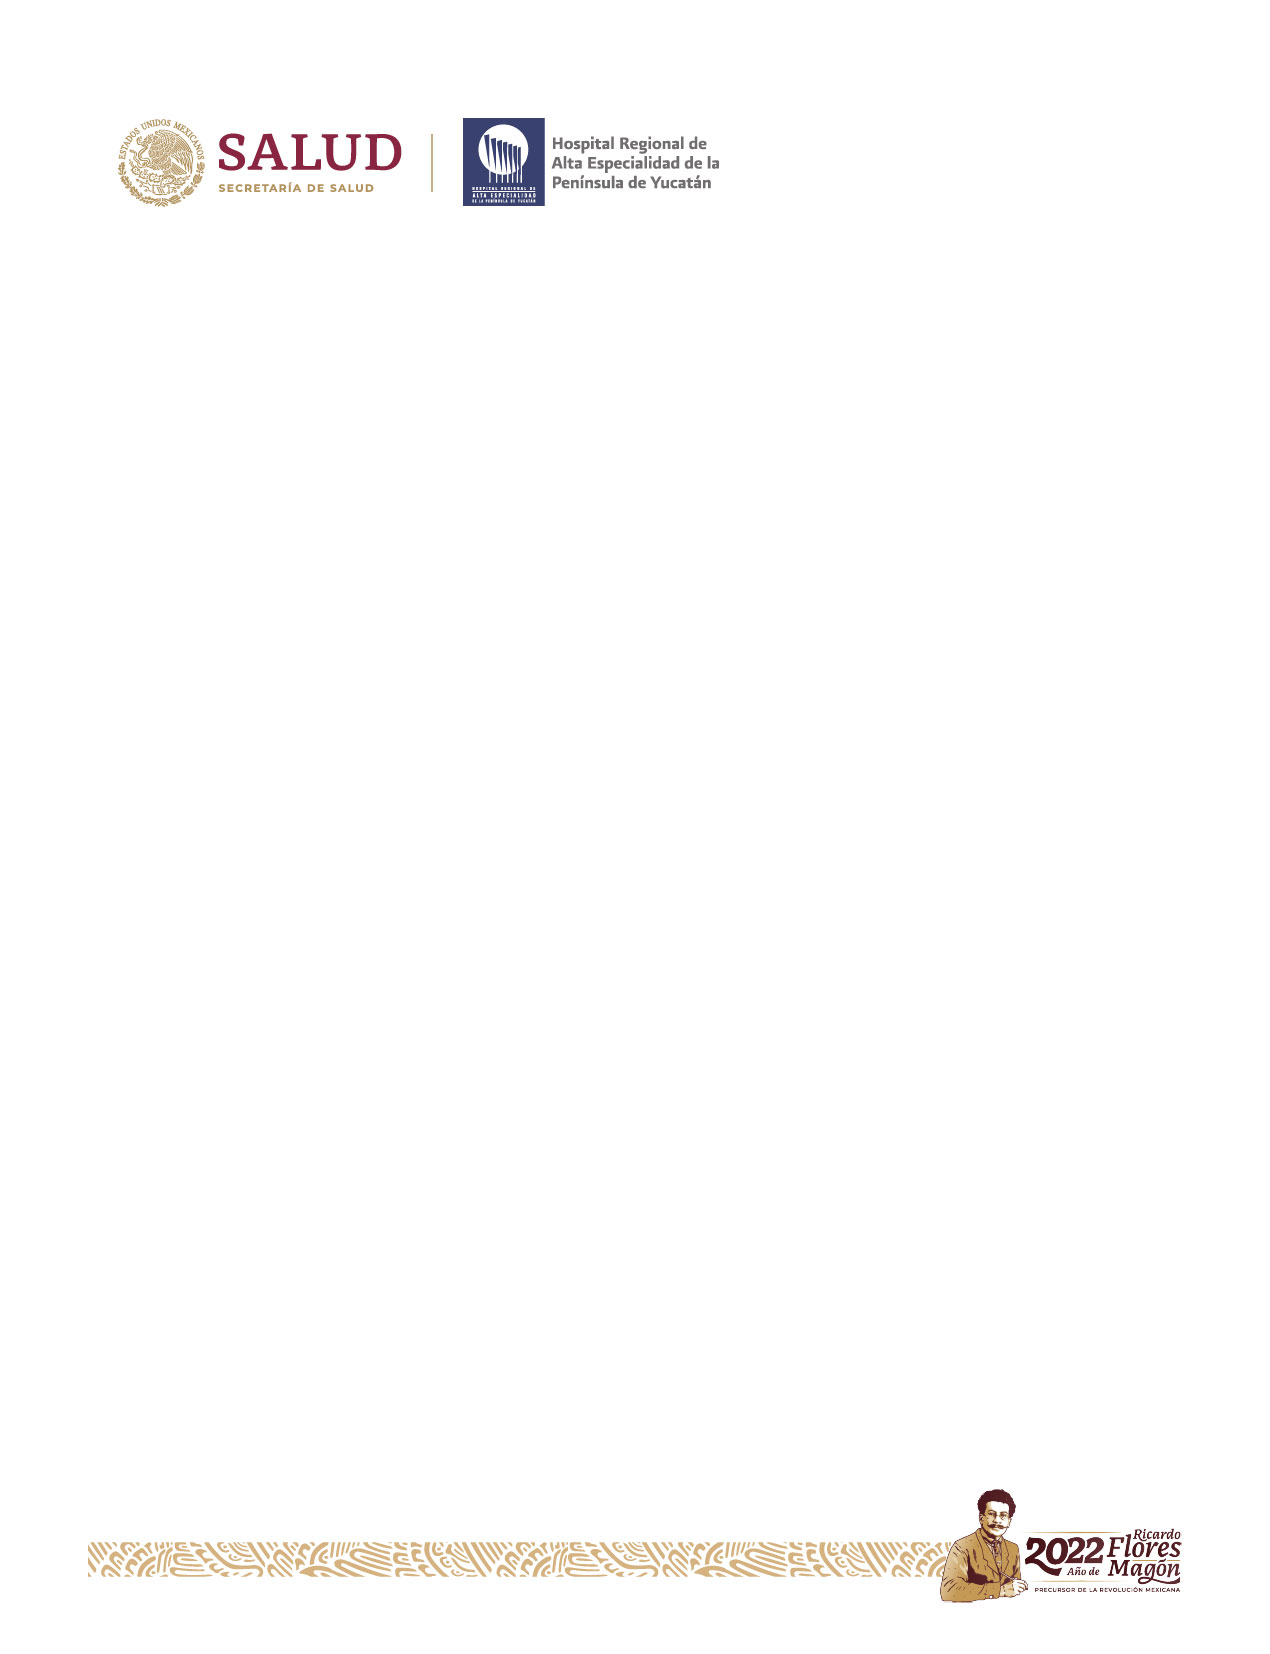 ESTADOS UNIDOS MEXICANOS
SALUD
SECRETARÍA DE SALUD
HOSPITAL REGIONAL DE
ALTA ESPECIALIDAD
DE LA PENÍNSULA DE YUCATÁN
Hospital Regional de
Alta Especialidad de la
Península de Yucatán
2022
Año de
Ricardo
Flores
Magón
PRECURSOR DE LA REVOLUCIÓN MEXICANA